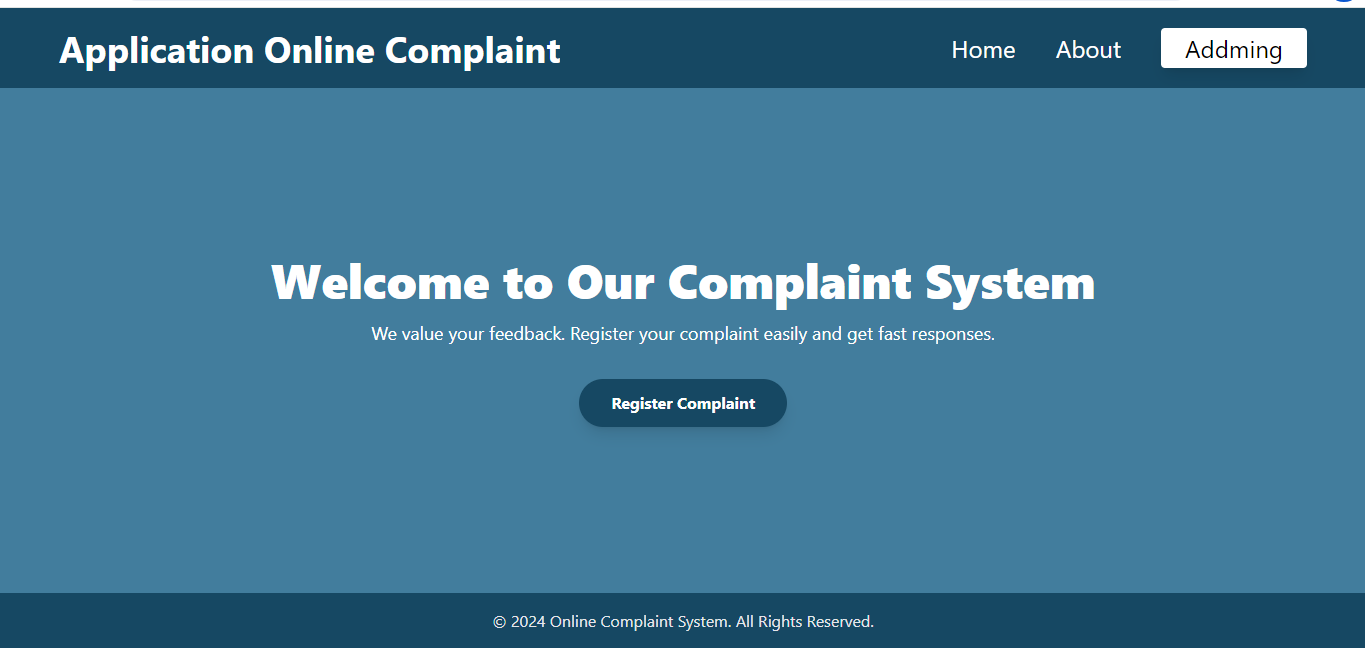 Application Online Complaint
Home
About
Addming
Welcome to Our Complaint System
We value your feedback. Register your complaint easily and get fast responses.
Register Complaint
© 2024 Online Complaint System. All Rights Reserved.